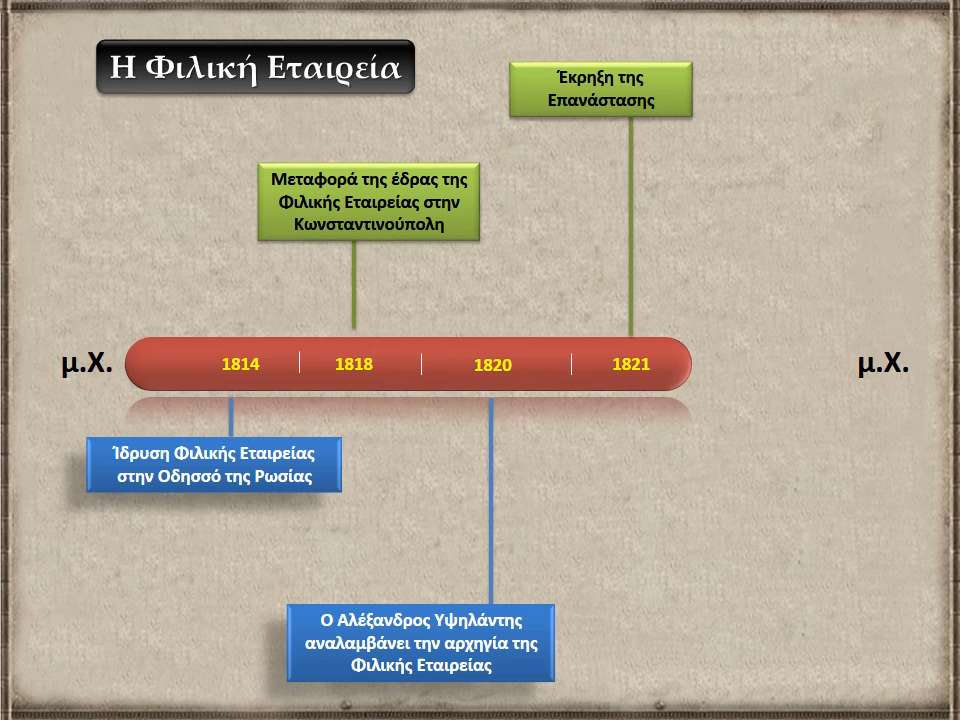 Η Φιλική Εταιρεία
Έκρηξη της
Επανάστασης
Μεταφορά της έδρας της
Φιλικής Εταιρείας στην
Κωνσταντινούπολη
μ.Χ.
1814
1818
1820
1821
μ.Χ.
Ίδρυση Φιλικής Εταιρείας
στην Οδησσό της Ρωσίας
Ο Αλέξανδρος Υψηλάντης
αναλαμβάνει την αρχηγία της
Φιλικής Εταιρείας